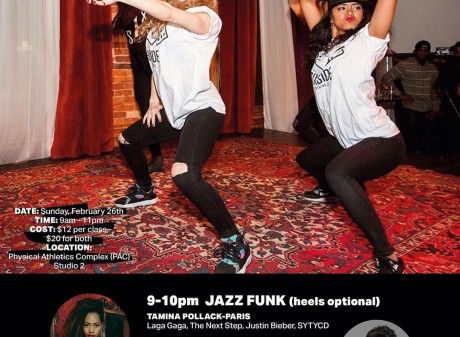 SIDE
DATE: Sunday, February 26th
TIME: 9am - 11pm
COST: $12 per class,
$20 for both
LOCATION:
Physical Athletics Complex (PAC)
Studio 2
9-10pm JAZZ FUNK (heels optional)
TAMINA POLLACK-PARIS
Laga Gaga, The Next Step, Justin Bieber, SYTYCD